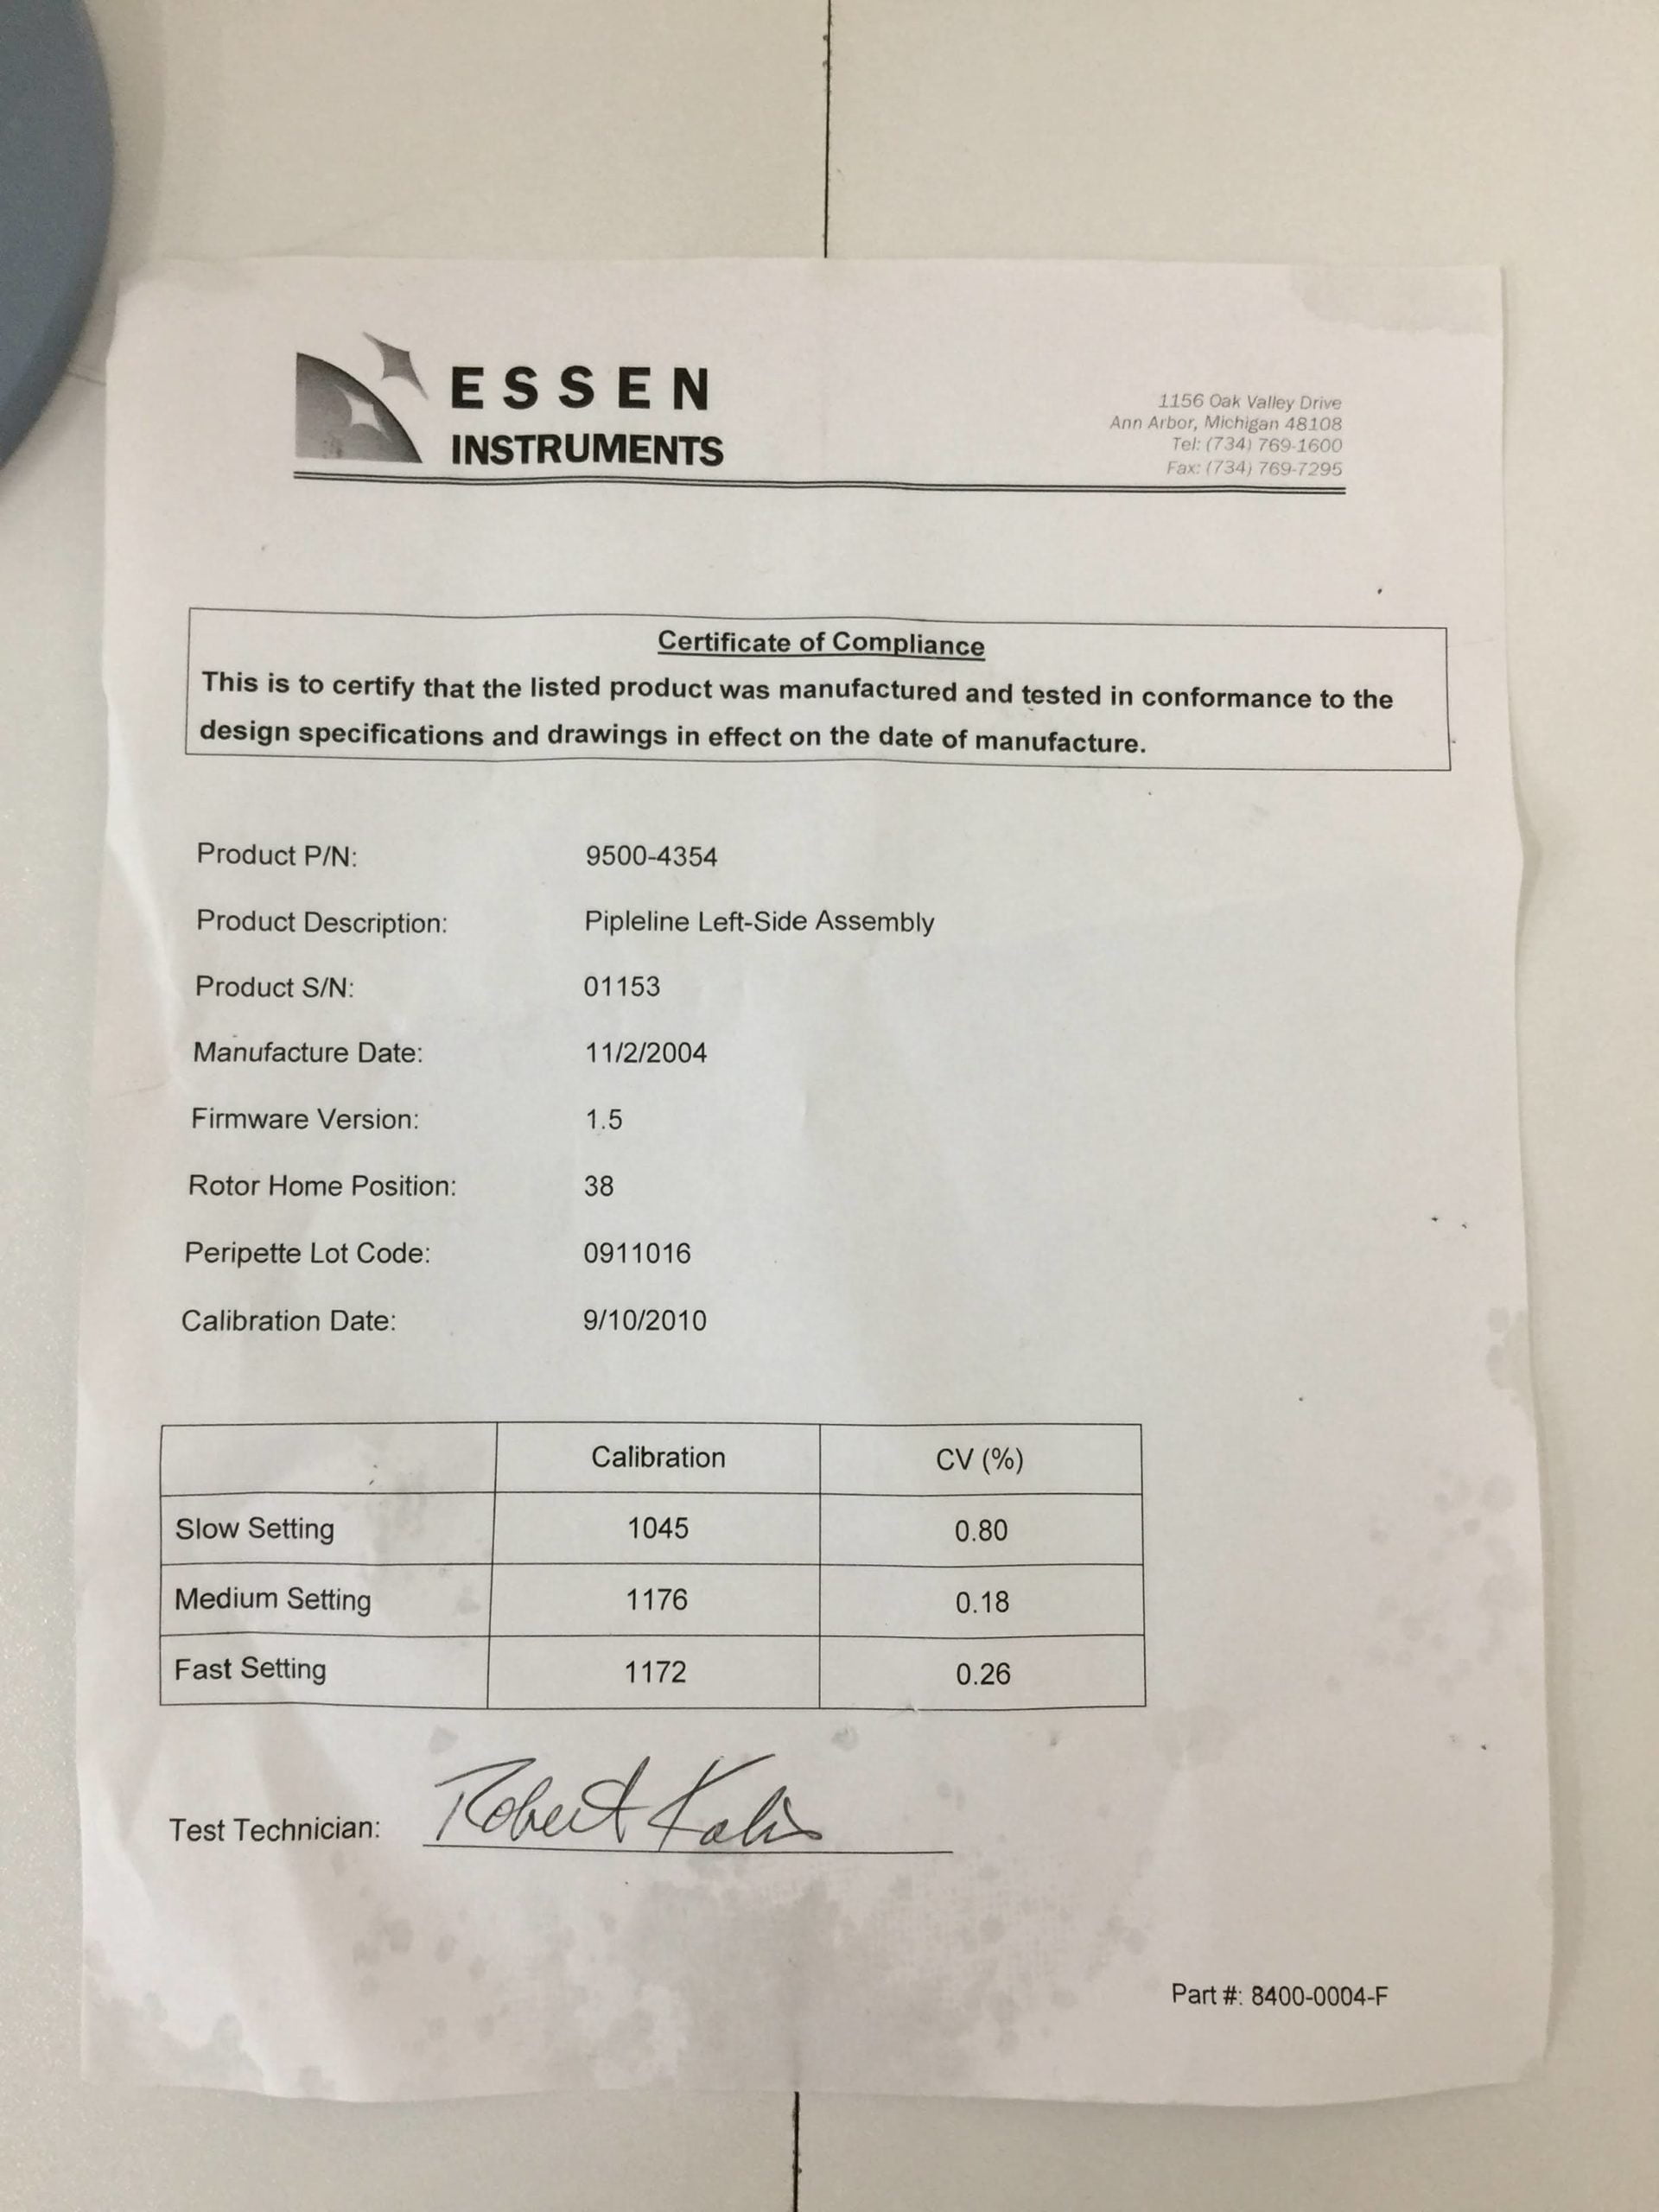 ESSEN
INSTRUMENTS
1156 Oak Valley Drive
Ann Arbor, Michigan 48108
Tel: (734) 769-1600
Fax: (734) 769-7295
Certificate of Compliance
This is to certify that the listed product was manufactured and tested in conformance to the
design specifications and drawings in effect on the date of manufacture.
Product P/N: 9500-4354
Product Description: Pipleline Left-Side Assembly
Product S/N: 01153
Manufacture Date: 11/2/2004
Firmware Version: 1.5
Rotor Home Position: 38
Peripette Lot Code: 0911016
Calibration Date: 9/10/2010
Calibration CV (%)
Slow Setting 1045 0.80
Medium Setting 1176 0.18
Fast Setting 1172 0.26
Test Technician: Robert
Part #: 8400-0004-F